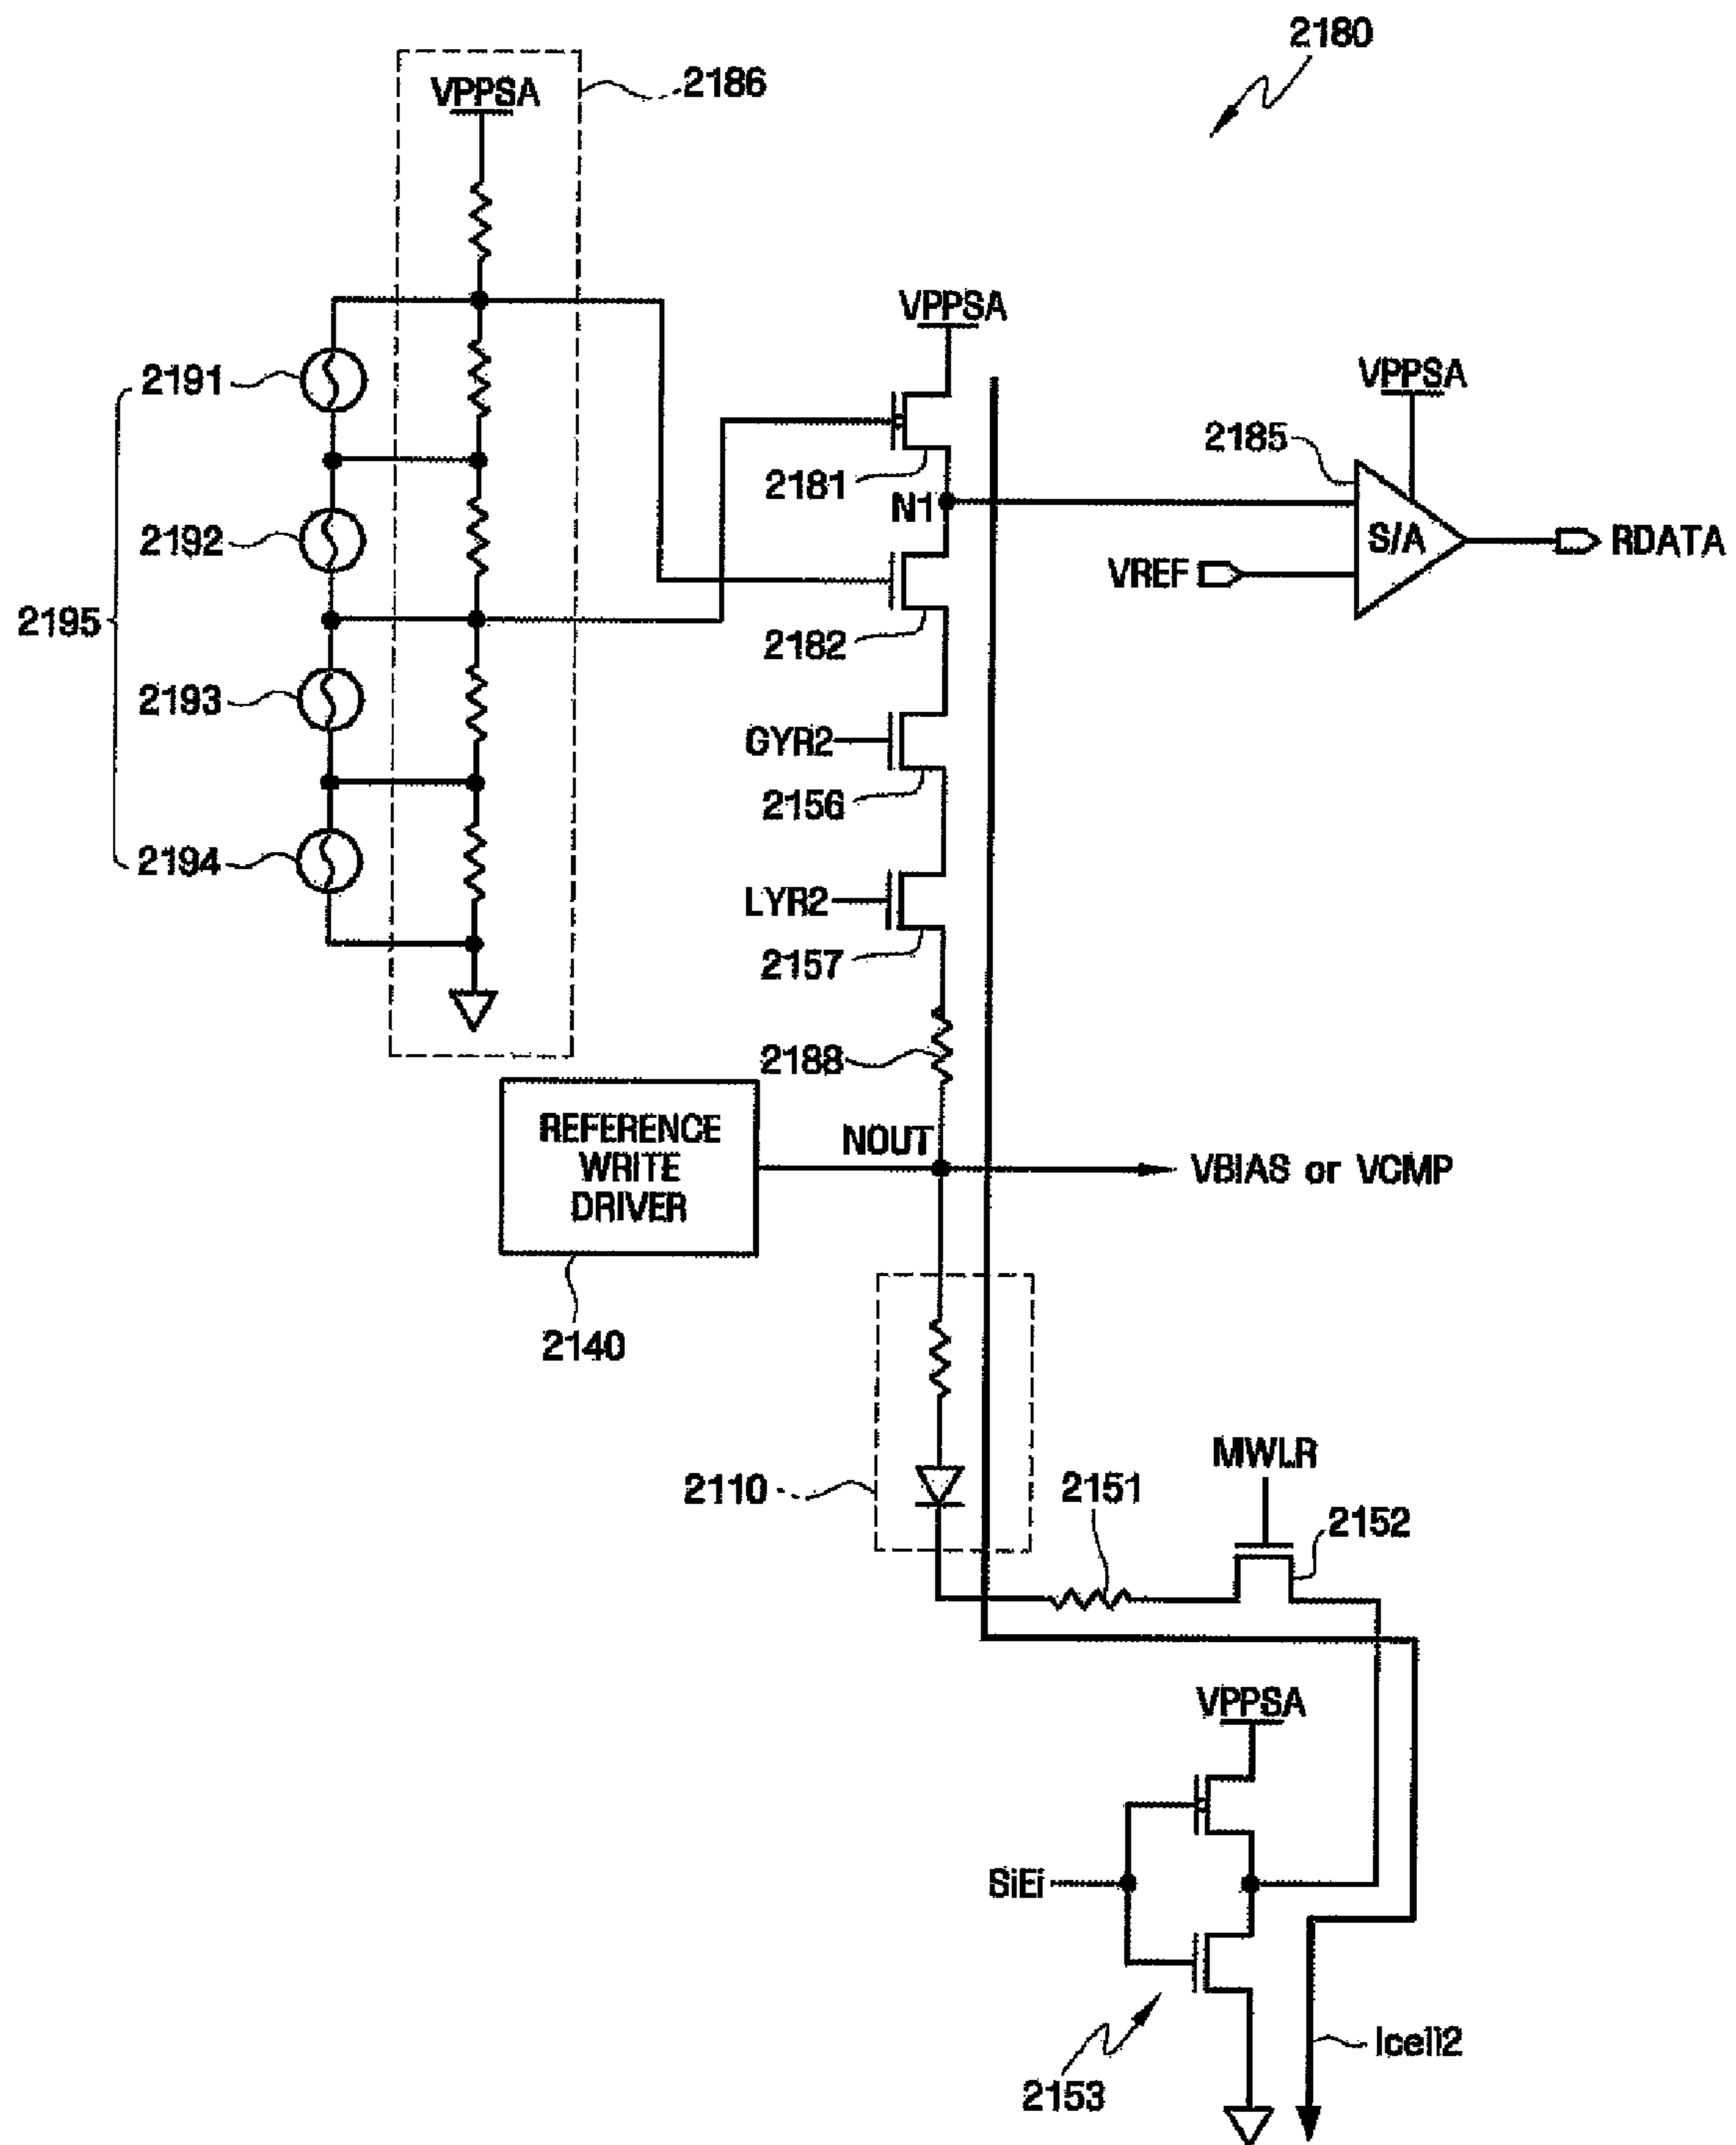 2180
2186
VPPSA
VPPSA
2191
VPPSA
2185
2181
N1
S/A
RDATA
2192
VREF
2195
2182
2193
GYR2
2156
2194
LYR2
2157
2188
REFERENCE
WRITE
DRIVER
NOUT
VBIAS or VCMP
2140
MWLR
2110
2151
2152
VPPSA
SiEi
Icell2
2153